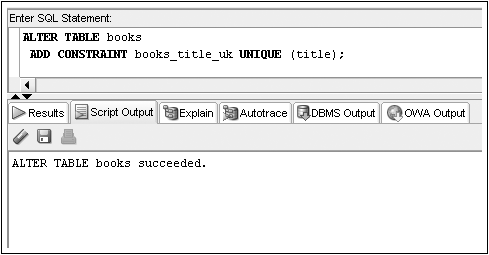 Enter SQL Statement:
ALTER TABLE books
ADD CONSTRAINT books_title_uk UNIQUE (title);
Results Script Output Explain Autotrace DBMS Output OWA Output
ALTER TABLE books succeeded.